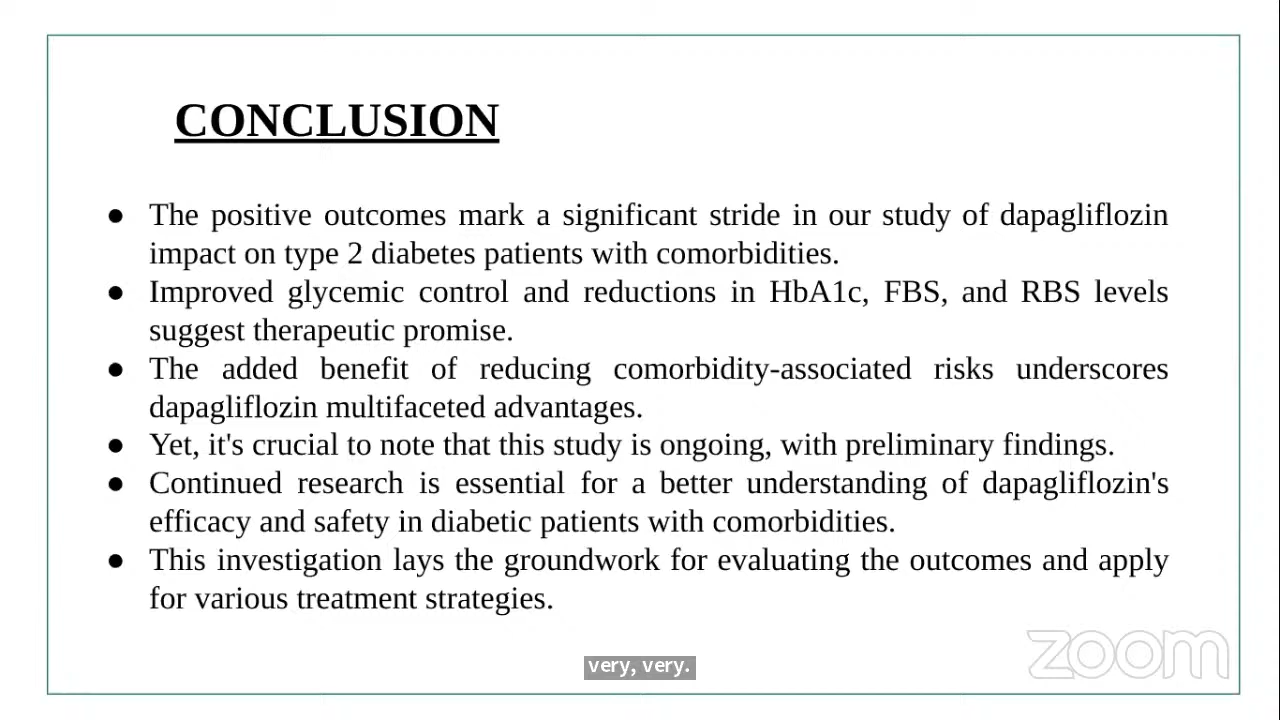 CONCLUSION
● The positive outcomes mark a significant stride in our study of dapagliflozin
impact on type 2 diabetes patients with comorbidities.
● Improved glycemic control and reductions in HbA1c, FBS, and RBS levels
suggest therapeutic promise.
● The added benefit of reducing comorbidity-associated risks underscores
dapagliflozin multifaceted advantages.
● Yet, it's crucial to note that this study is ongoing, with preliminary findings.
● Continued research is essential for a better understanding of dapagliflozin's
efficacy and safety in diabetic patients with comorbidities.
● This investigation lays the groundwork for evaluating the outcomes and apply
for various treatment strategies.
zoom
very, very.